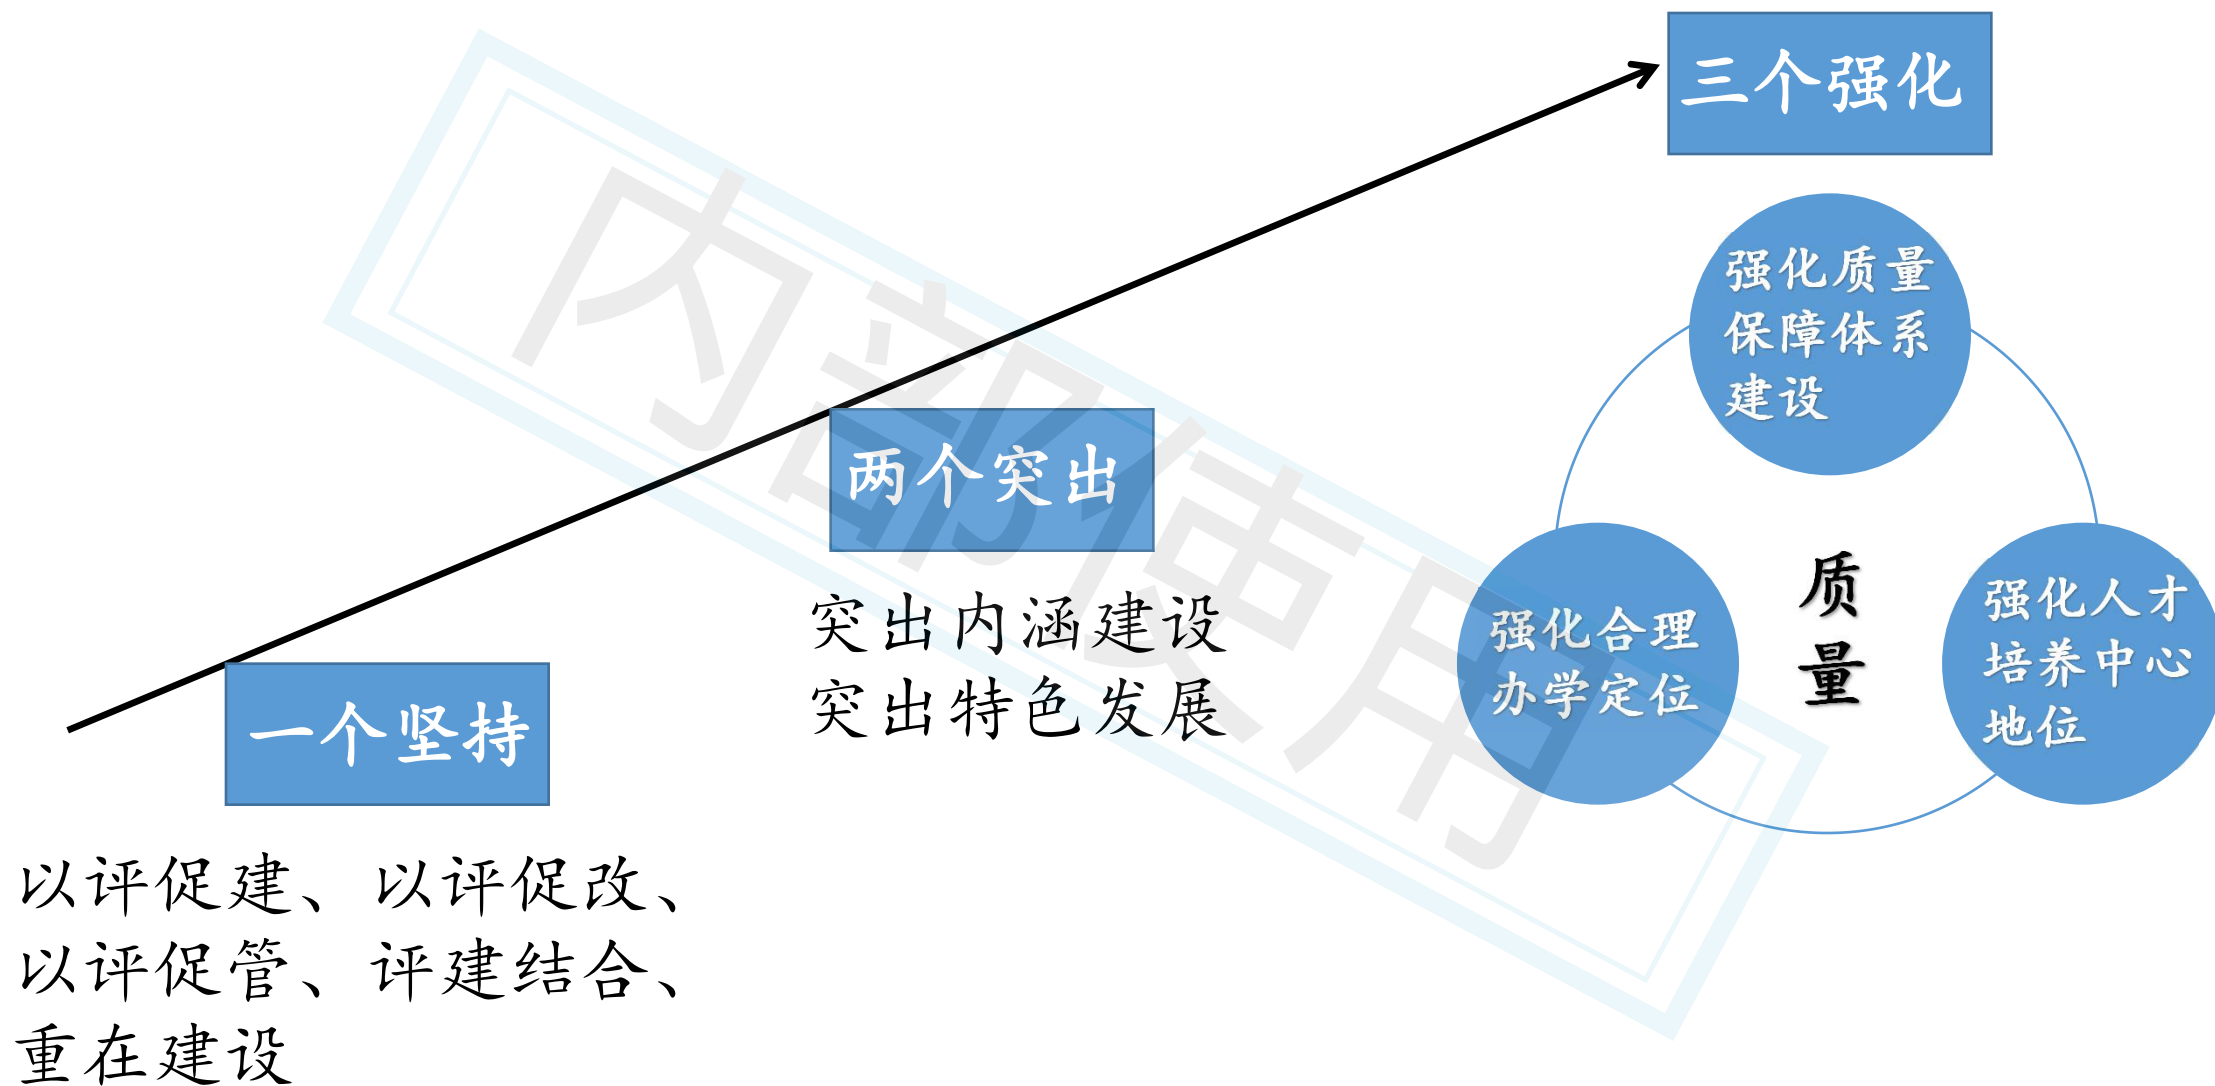 三个强化
强化质量
保障体系
建设
强化合理
办学定位
质
量
强化人才
培养中心
地位
两个突出
突出内涵建设
突出特色发展
一个坚持
以评促建、以评促改、
以评促管、评建结合、
重在建设
内部使用